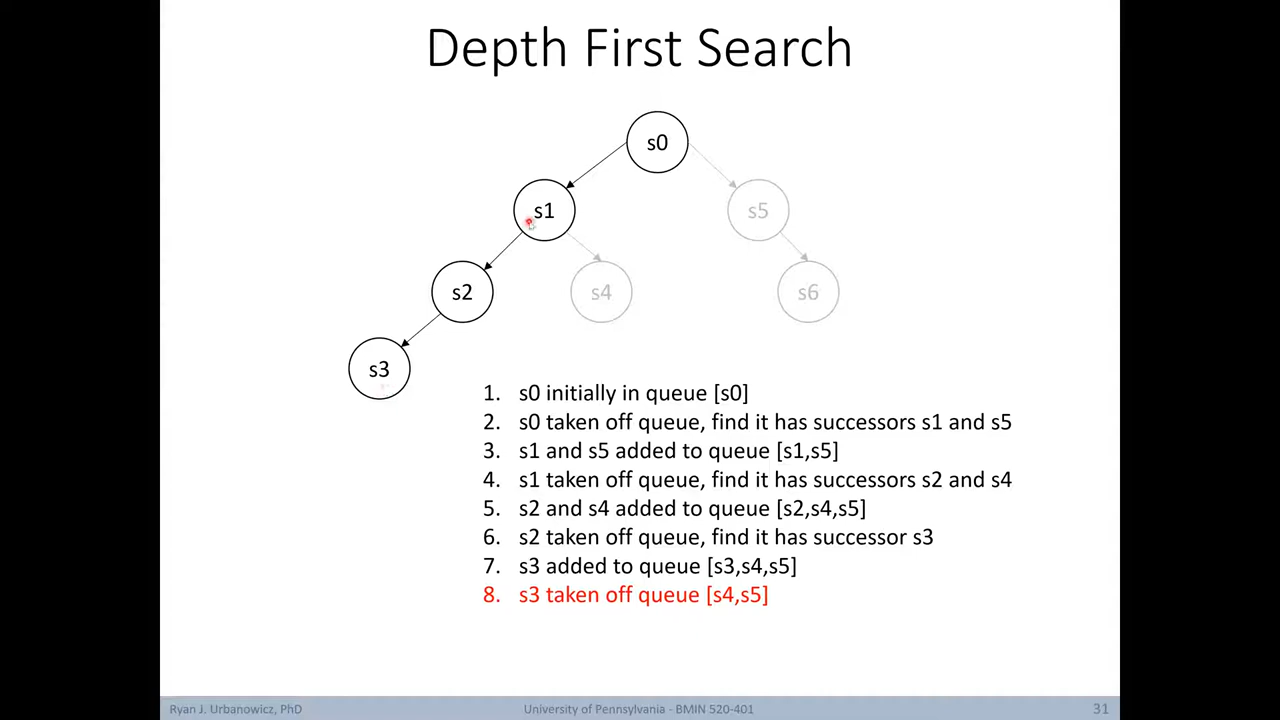 Depth First Search
s0
s1
s5
s2
s4
s6
s3
1. s0 initially in queue [s0]
2. s0 taken off queue, find it has successors s1 and s5
3. s1 and s5 added to queue [s1,s5]
4. s1 taken off queue, find it has successors s2 and s4
5. s2 and s4 added to queue [s2,s4,s5]
6. s2 taken off queue, find it has successor s3
7. s3 added to queue [s3,s4,s5]
8. s3 taken off queue [s4,s5]
Ryan J. Urbanowicz, PhD
University of Pennsylvania - BMIN 520-401
31